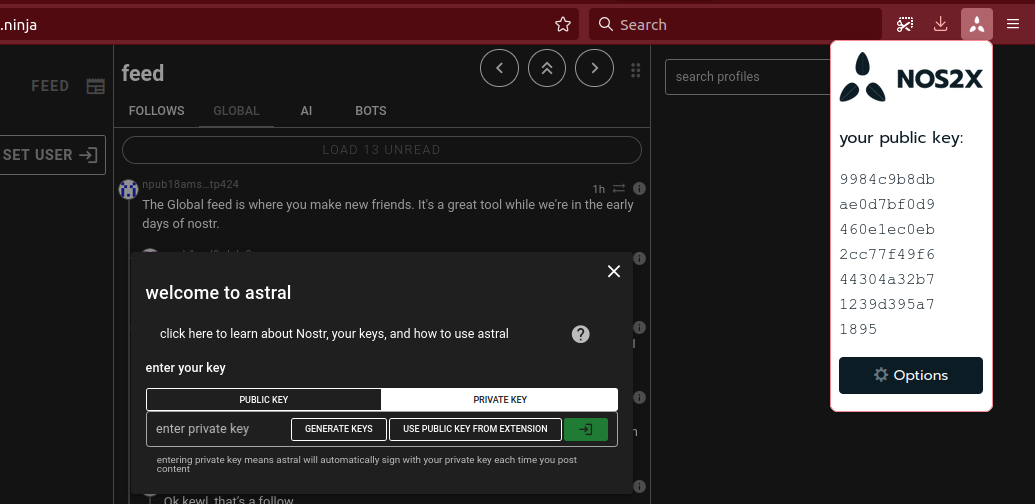 .ninja
Search
FEED
SET USER
feed
FOLLOWS GLOBAL AI BOTS
LOAD 13 UNREAD
npub18ams...tp424
1h
The Global feed is where you make new friends. It's a great tool while we're in the early
days of nostr.
welcome to astral
click here to learn about Nostr, your keys, and how to use astral
?
enter your key
PUBLIC KEY PRIVATE KEY
enter private key GENERATE KEYS USE PUBLIC KEY FROM EXTENSION
entering private key means astral will automatically sign with your private key each time you post
content
Ok kewl, that's a follow
search profiles
NOS2X
your public key:
9984c9b8db
ae0d7bf0d9
460e1ec0eb
2cc77f49f6
44304a32b7
1239d395a7
1895
Options